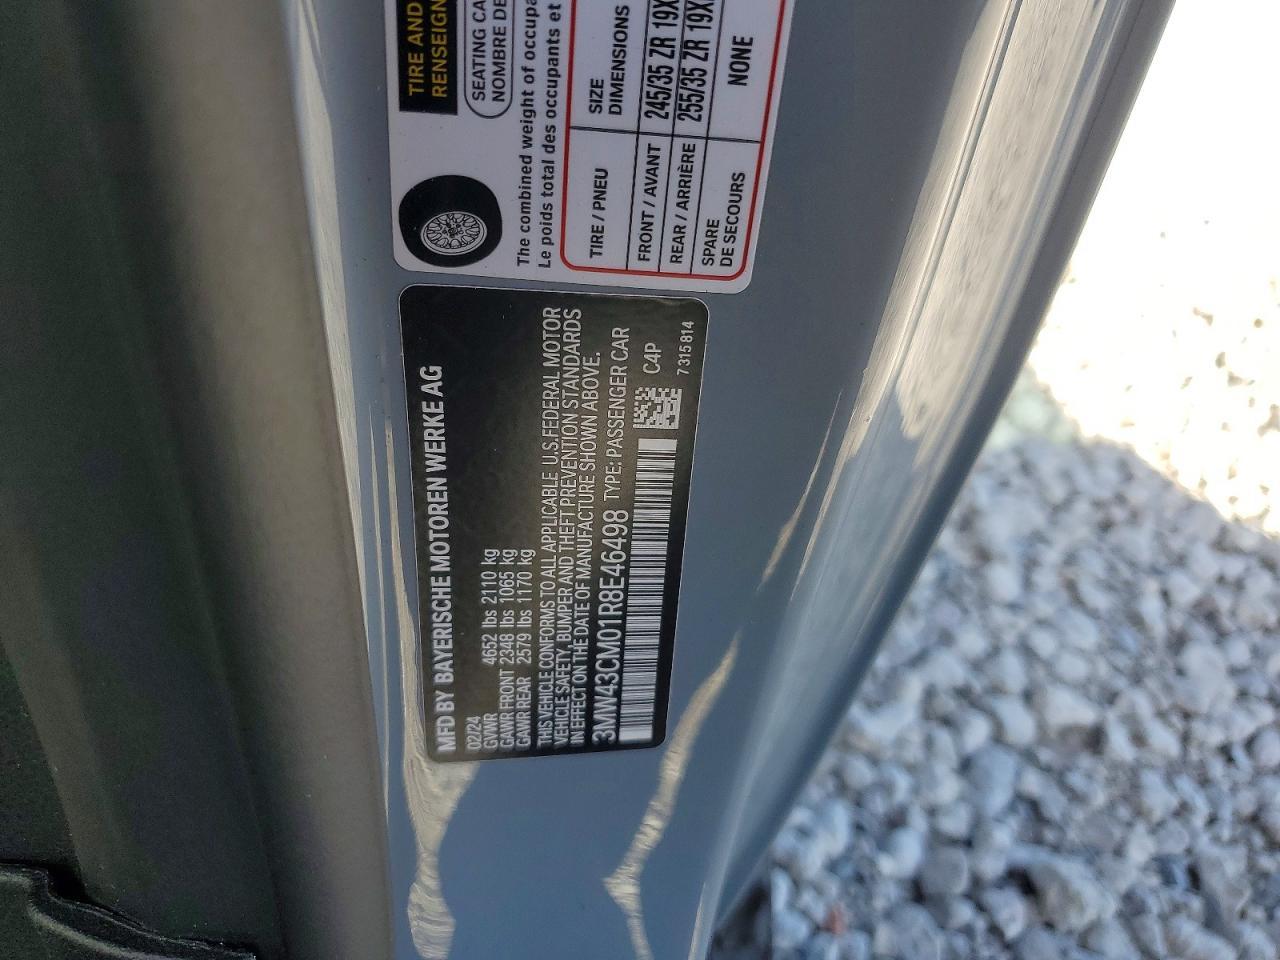 TIRE AND
RENSEIGN
SEATING CA
NOMBRE DE
The combined weight of occupa
Le poids total des occupants et
TIRE / PNEU SIZE
DIMENSIONS
FRONT / AVANT 245/35 ZR 19X
REAR / ARRIÈRE 255/35 ZR 19X
SPARE
DE SECOURS NONE
MFD BY BAYERISCHE MOTOREN WERKE AG
02/24
GVWR 4652 lbs 2110 kg
GAWR FRONT 2348 lbs 1065 kg
GAWR REAR 2579 lbs 1170 kg
THIS VEHICLE CONFORMS TO ALL APPLICABLE U.S.FEDERAL MOTOR
VEHICLE SAFETY, BUMPER AND THEFT PREVENTION STANDARDS
IN EFFECT ON THE DATE OF MANUFACTURE SHOWN ABOVE.
3MW43CM01R8E46498 TYPE: PASSENGER CAR
C4P
7 315 814